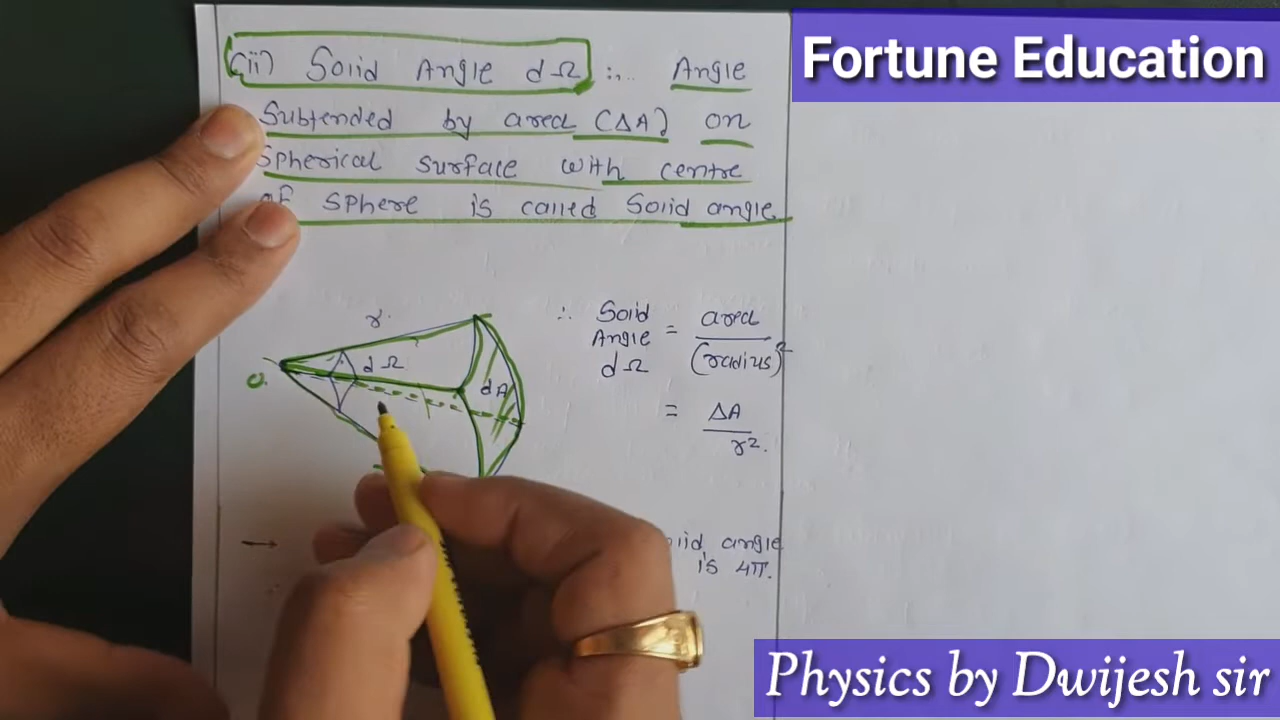 (ii) Solid Angle dΩ :. Angle
Subtended by area (ΔA) on
Spherical surface with centre
of sphere is called solid angle
Fortune Education
r
dΩ
O
dA
∴ Solid Angle dΩ = area / (radius)²
= ΔA / r²
→ solid angle
is 4π.
Physics by Dwijesh sir